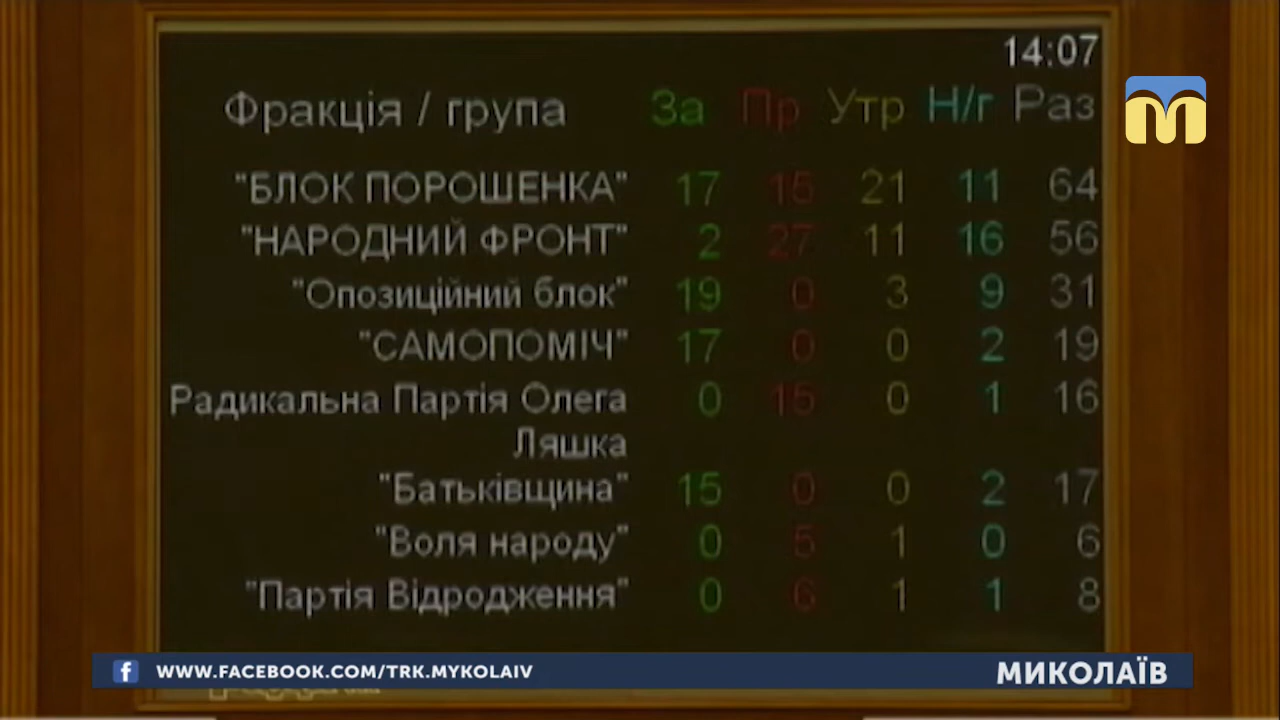 14:07
Фракція / група За Пр Утр Н/г Раз
"БЛОК ПОРОШЕНКА" 17 15 21 11 64
"НАРОДНИЙ ФРОНТ" 2 27 11 16 56
"Опозиційний блок" 19 0 3 9 31
"САМОПОМІЧ" 17 0 0 2 19
Радикальна Партія Олега 0 15 0 1 16
Ляшка
"Батьківщина" 15 0 0 2 17
"Воля народу" 0 5 1 0 6
"Партія Відродження" 0 6 1 1 8
WWW.FACEBOOK.COM/TRK.MYKOLAIV
МИКОЛАЇВ